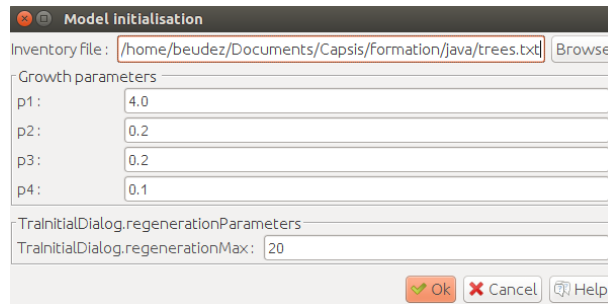 Model initialisation
Inventory file : /home/beudez/Documents/Capsis/formation/java/trees.txt Browse
Growth parameters
p1 : 4.0
p2 : 0.2
p3 : 0.2
p4 : 0.1
TraInitialDialog.regenerationParameters
TraInitialDialog.regenerationMax : 20
Ok Cancel Help